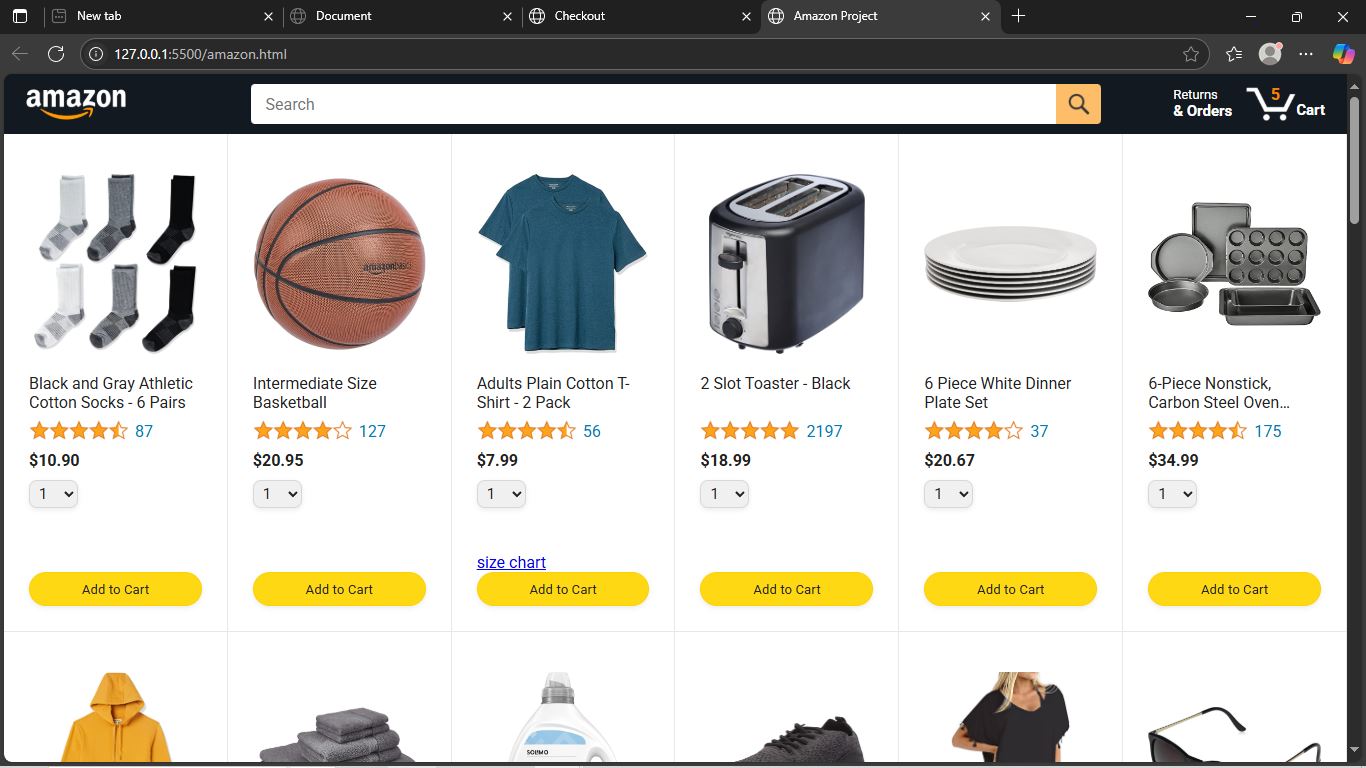 New tab
Document
Checkout
Amazon Project
127.0.0.1:5500/amazon.html
amazon
Search
Returns
& Orders
5
Cart
amazonbasics
Black and Gray Athletic
Cotton Socks - 6 Pairs
87
$10.90
1
Add to Cart
Intermediate Size
Basketball
127
$20.95
1
Add to Cart
Adults Plain Cotton T-
Shirt - 2 Pack
56
$7.99
1
size chart
Add to Cart
2 Slot Toaster - Black
2197
$18.99
1
Add to Cart
6 Piece White Dinner
Plate Set
37
$20.67
1
Add to Cart
6-Piece Nonstick,
Carbon Steel Oven...
175
$34.99
1
Add to Cart
SOLIMO